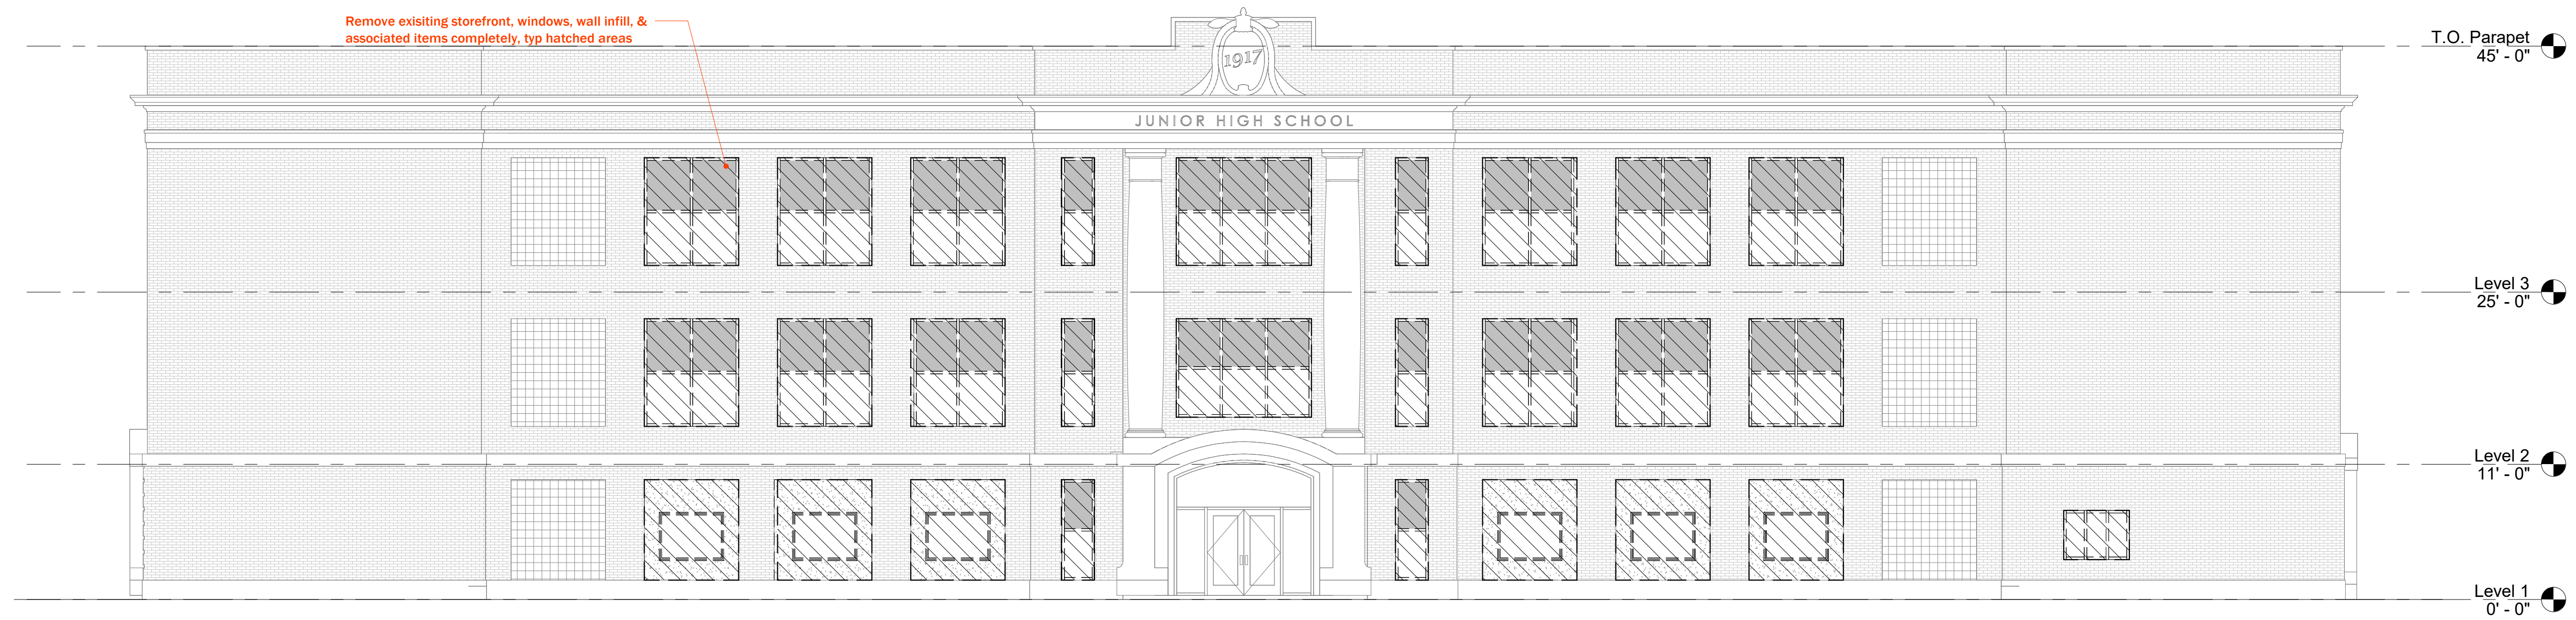 Remove exisiting storefront, windows, wall infill, &
associated items completely, typ hatched areas
T.O. Parapet
45' - 0"
1917
JUNIOR HIGH SCHOOL
Level 3
25' - 0"
Level 2
11' - 0"
Level 1
0' - 0"